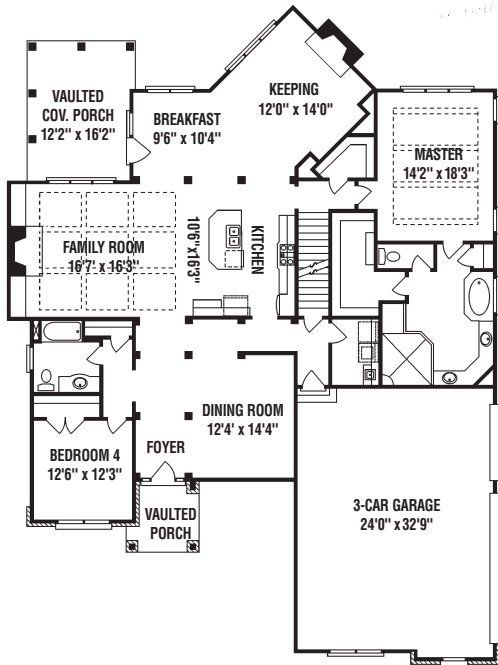 KEEPING
12'0" x 14'0"
VAULTED
COV. PORCH
12'2" x 16'2"
BREAKFAST
9'6" x 10'4"
MASTER
14'2" x 18'3"
FAMILY ROOM
16'7' x 16'3"
KITCHEN
10'6"x16'3"
DINING ROOM
12'4' x 14'4"
FOYER
BEDROOM 4
12'6" x 12'3"
VAULTED
PORCH
3-CAR GARAGE
24'0" x 32'9"